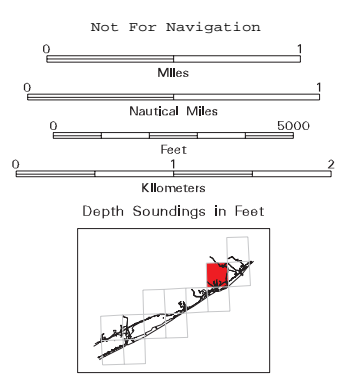 Not For Navigation
0 1
Miles
0 1
Nautical Miles
0 5000
Feet
0 1 2
Kilometers
Depth Soundings in Feet